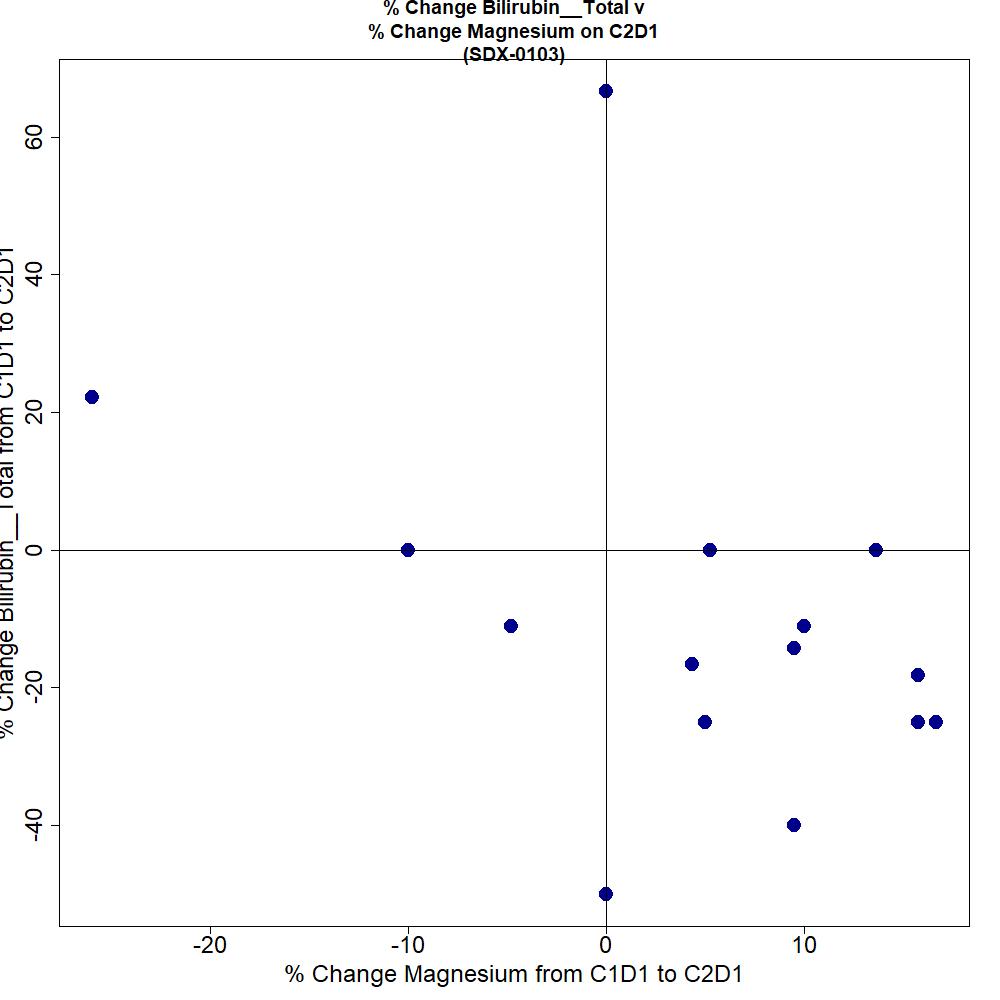 % Change Bilirubin__Total v
% Change Magnesium on C2D1
(SDX-0103)
% Change Bilirubin__Total from C1D1 to C2D1
60
40
20
0
-20
-40
-20
-10
0
10
% Change Magnesium from C1D1 to C2D1